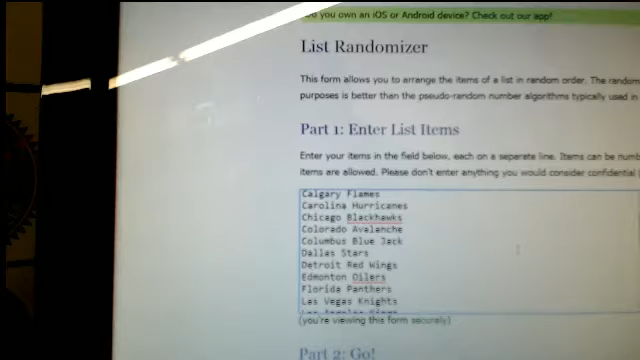 Do you own an iOS or Android device? Check out our app!
List Randomizer
This form allows you to arrange the items of a list in random order. The random
purposes is better than the pseudo-random number algorithms typically used in
Part 1: Enter List Items
Enter your items in the field below, each on a seperate line. Items can be numb
items are allowed. Please don't enter anything you would consider confidential
Calgary Flames
Carolina Hurricanes
Chicago Blackhawks
Colorado Avalanche
Columbus Blue Jack
Dallas Stars
Detroit Red Wings
Edmonton Oilers
Florida Panthers
Las Vegas Knights
(you're viewing this form securely)
Part 2: Go!